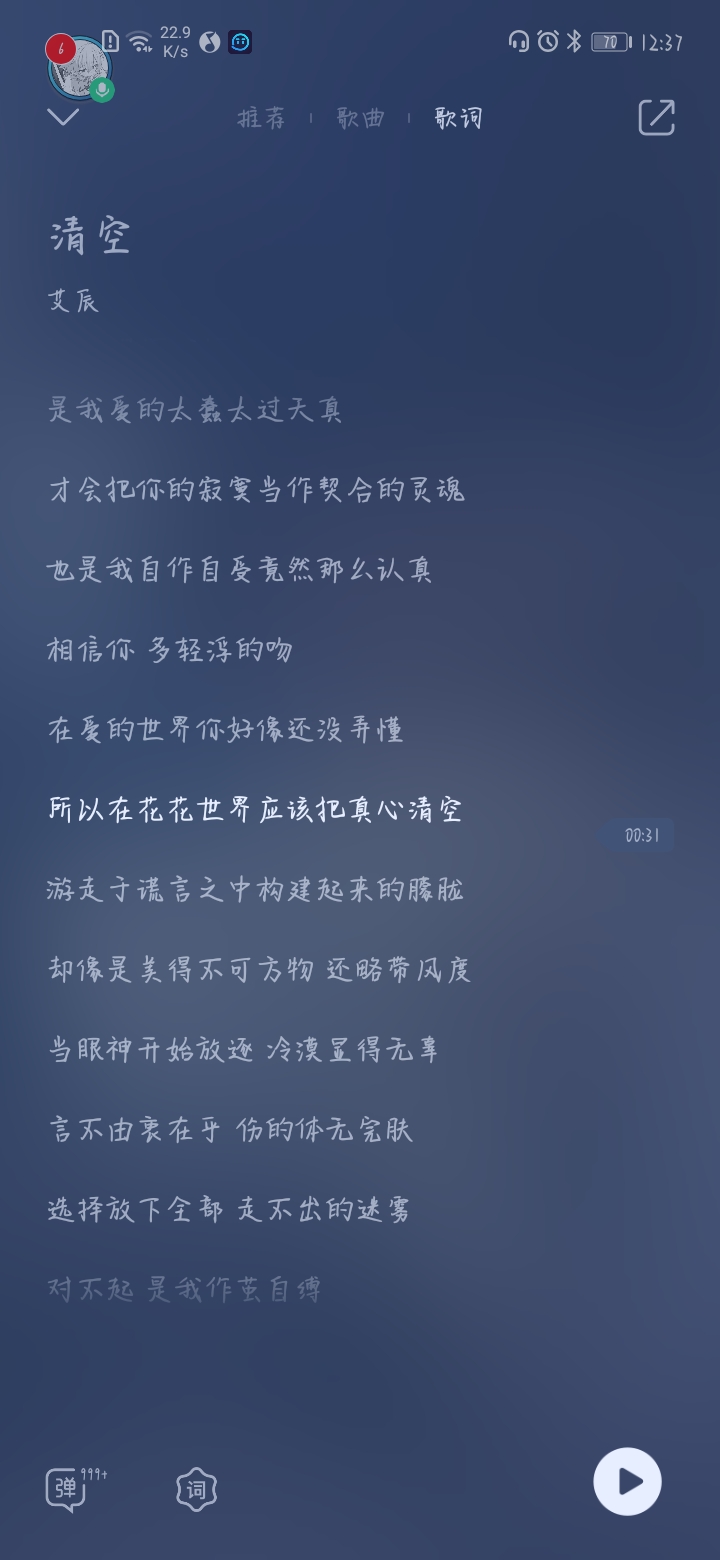 6
22.9
K/s
70
12:37
推荐 歌曲 歌词
清空
艾辰
是我爱的太蠢太过天真
才会把你的寂寞当作契合的灵魂
也是我自作自受竟然那么认真
相信你 多轻浮的吻
在爱的世界你好像还没弄懂
所以在花花世界应该把真心清空
00:31
游走于谎言之中构建起来的朦胧
却像是美得不可方物 还略带风度
当眼神开始放逐 冷漠显得无辜
言不由衷在乎 伤的体无完肤
选择放下全部 走不出的迷雾
对不起 是我作茧自缚
弹 999+
词